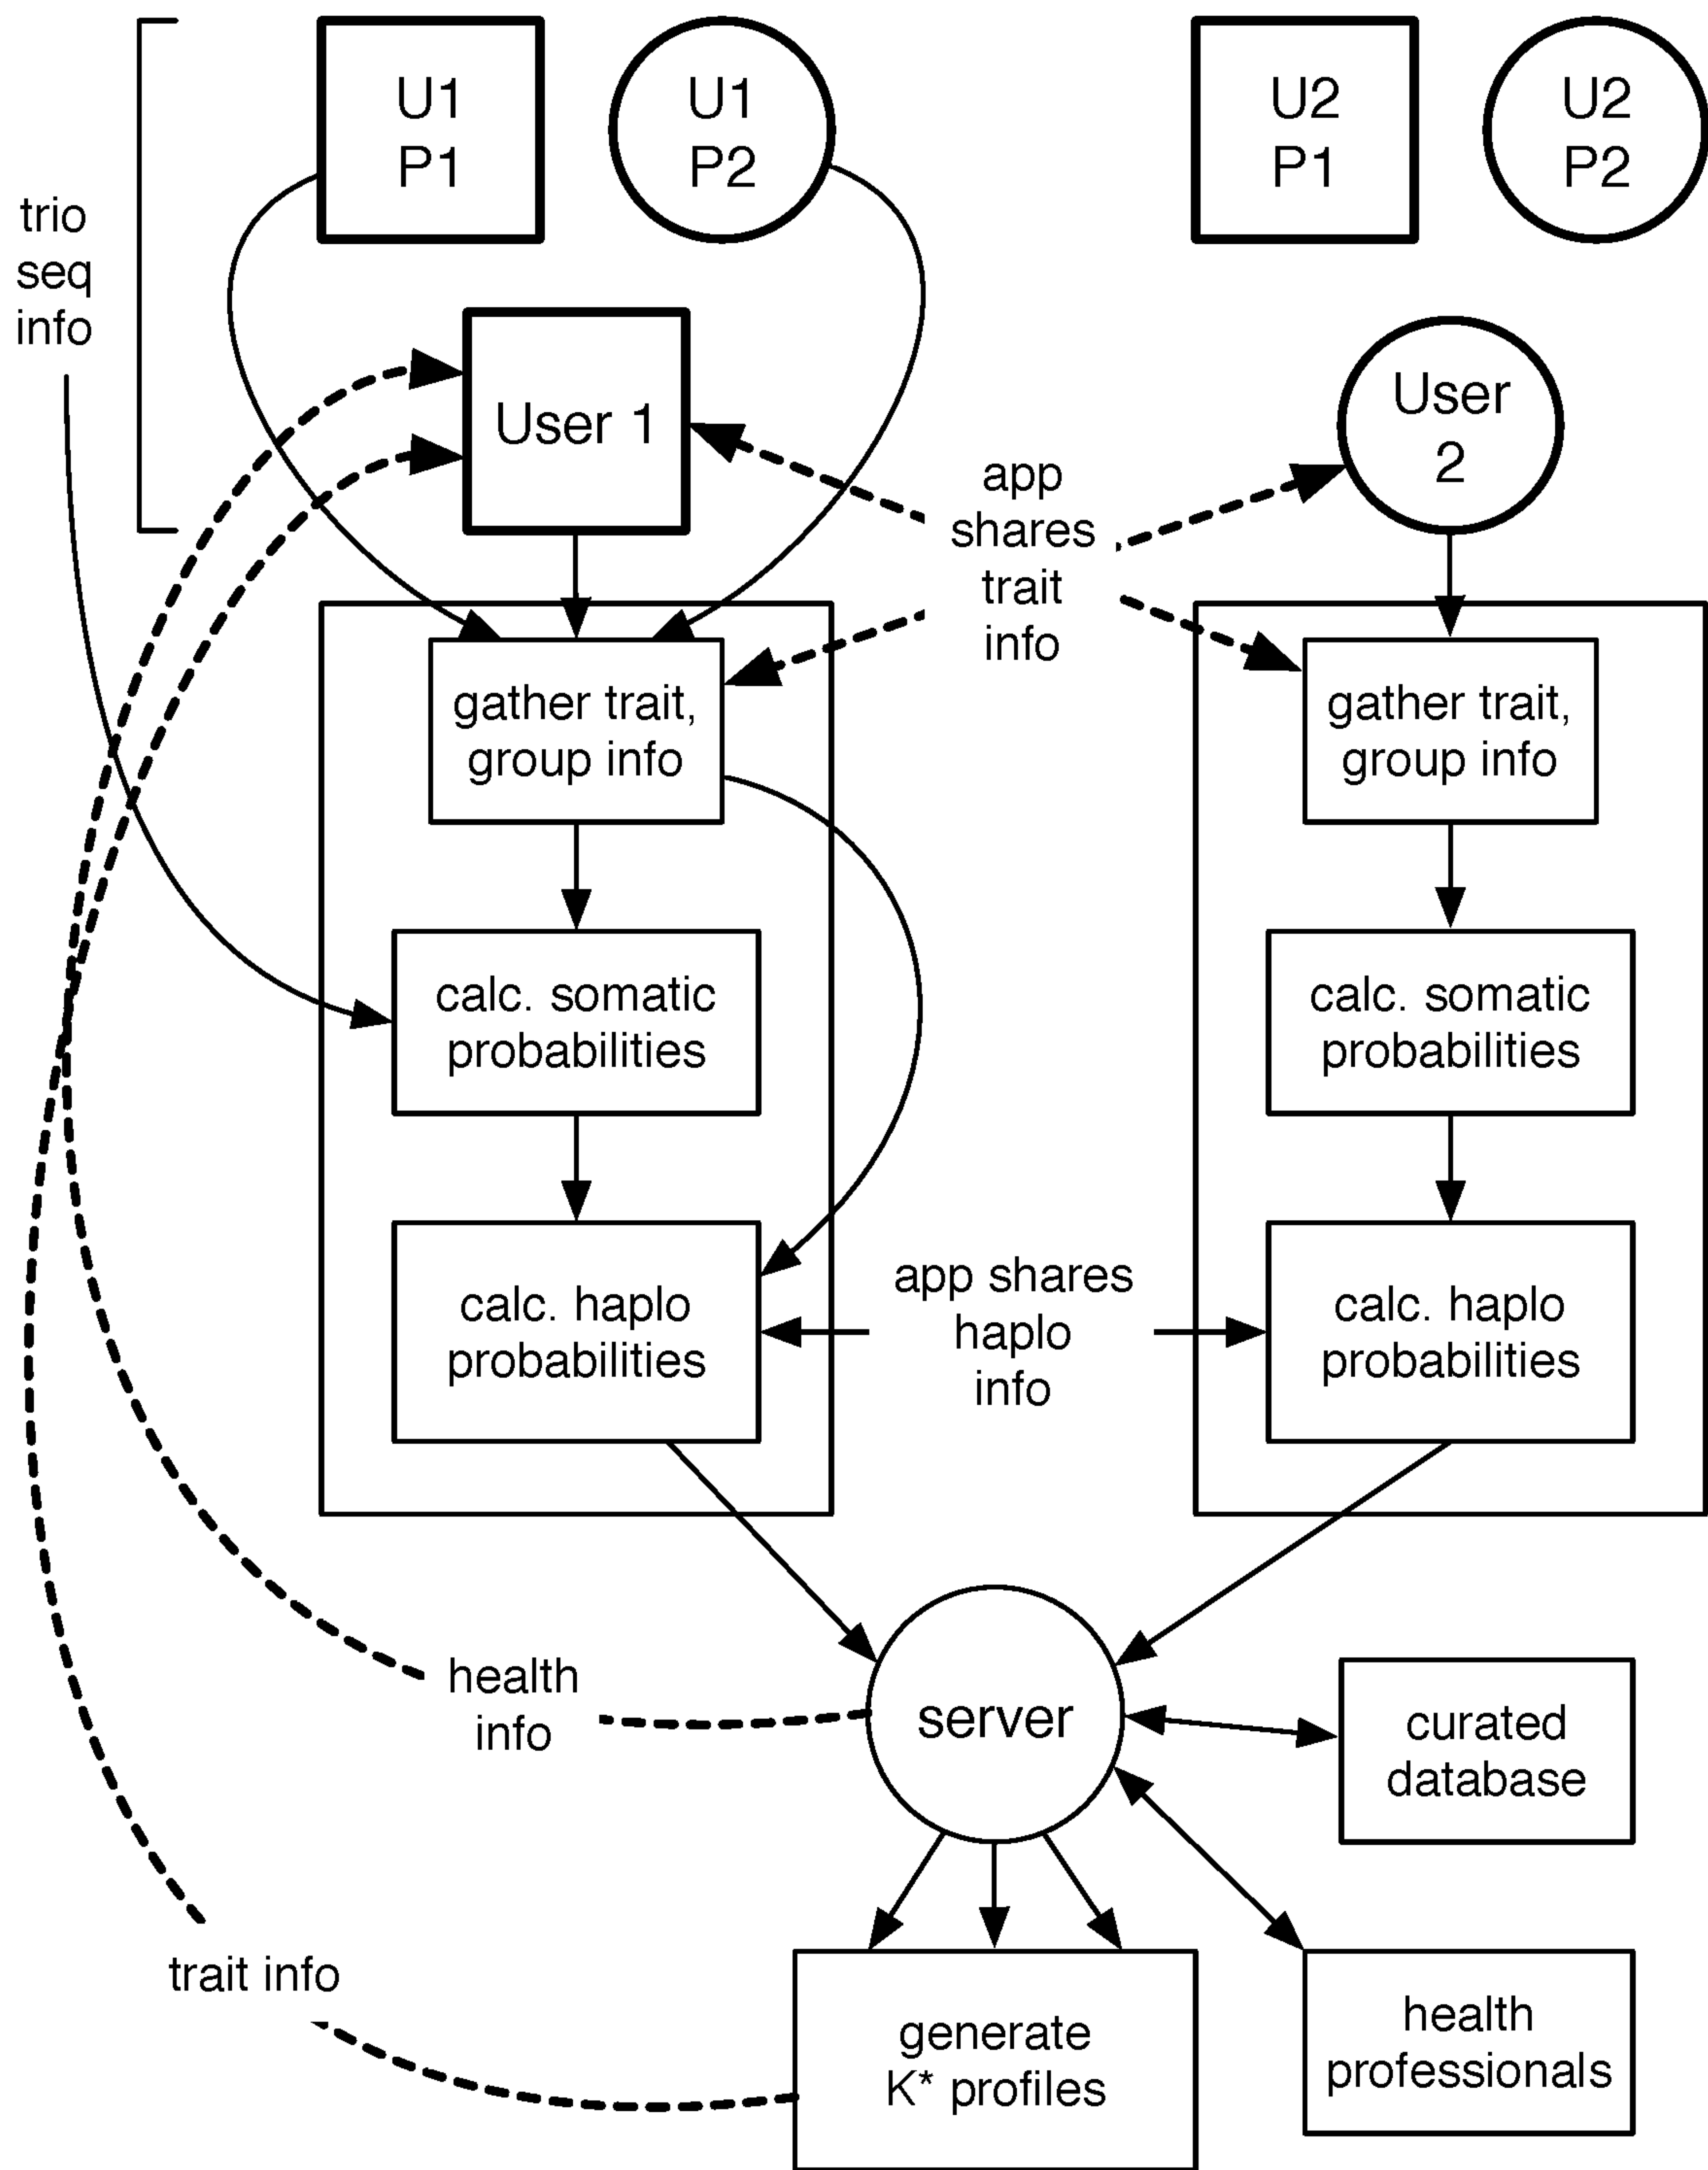 U1
P1
U1
P2
U2
P1
U2
P2
trio
seq
info
User 1
User
2
app
shares
trait
info
gather trait,
group info
gather trait,
group info
calc. somatic
probabilities
calc. somatic
probabilities
calc. haplo
probabilities
app shares
haplo
info
calc. haplo
probabilities
health
info
server
curated
database
trait info
generate
K* profiles
health
professionals